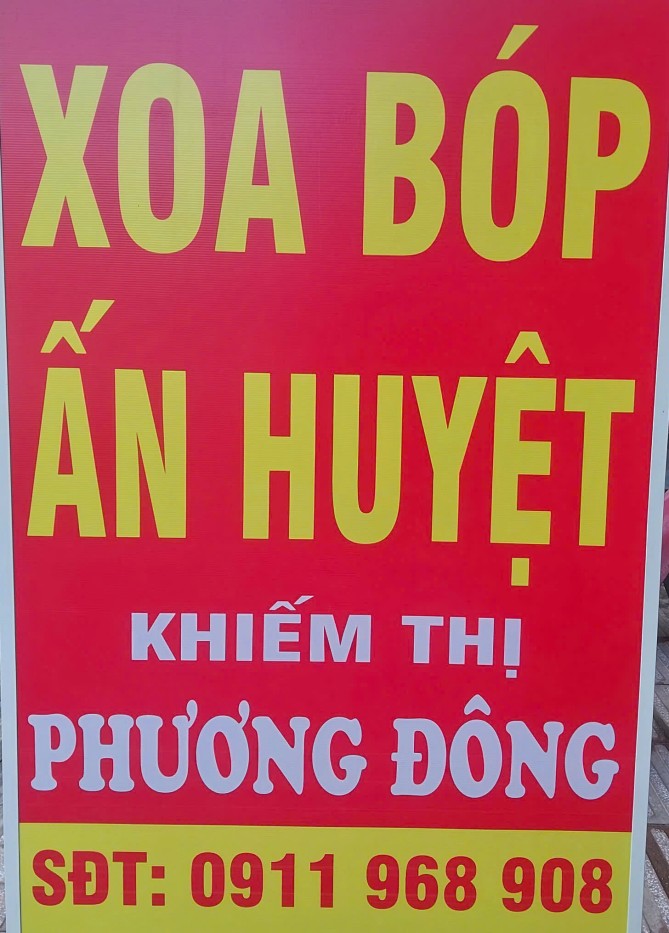 XOA BÓP
ẤN HUYỆT
KHIẾM THỊ
PHƯƠNG ĐÔNG
SĐT: 0911 968 908